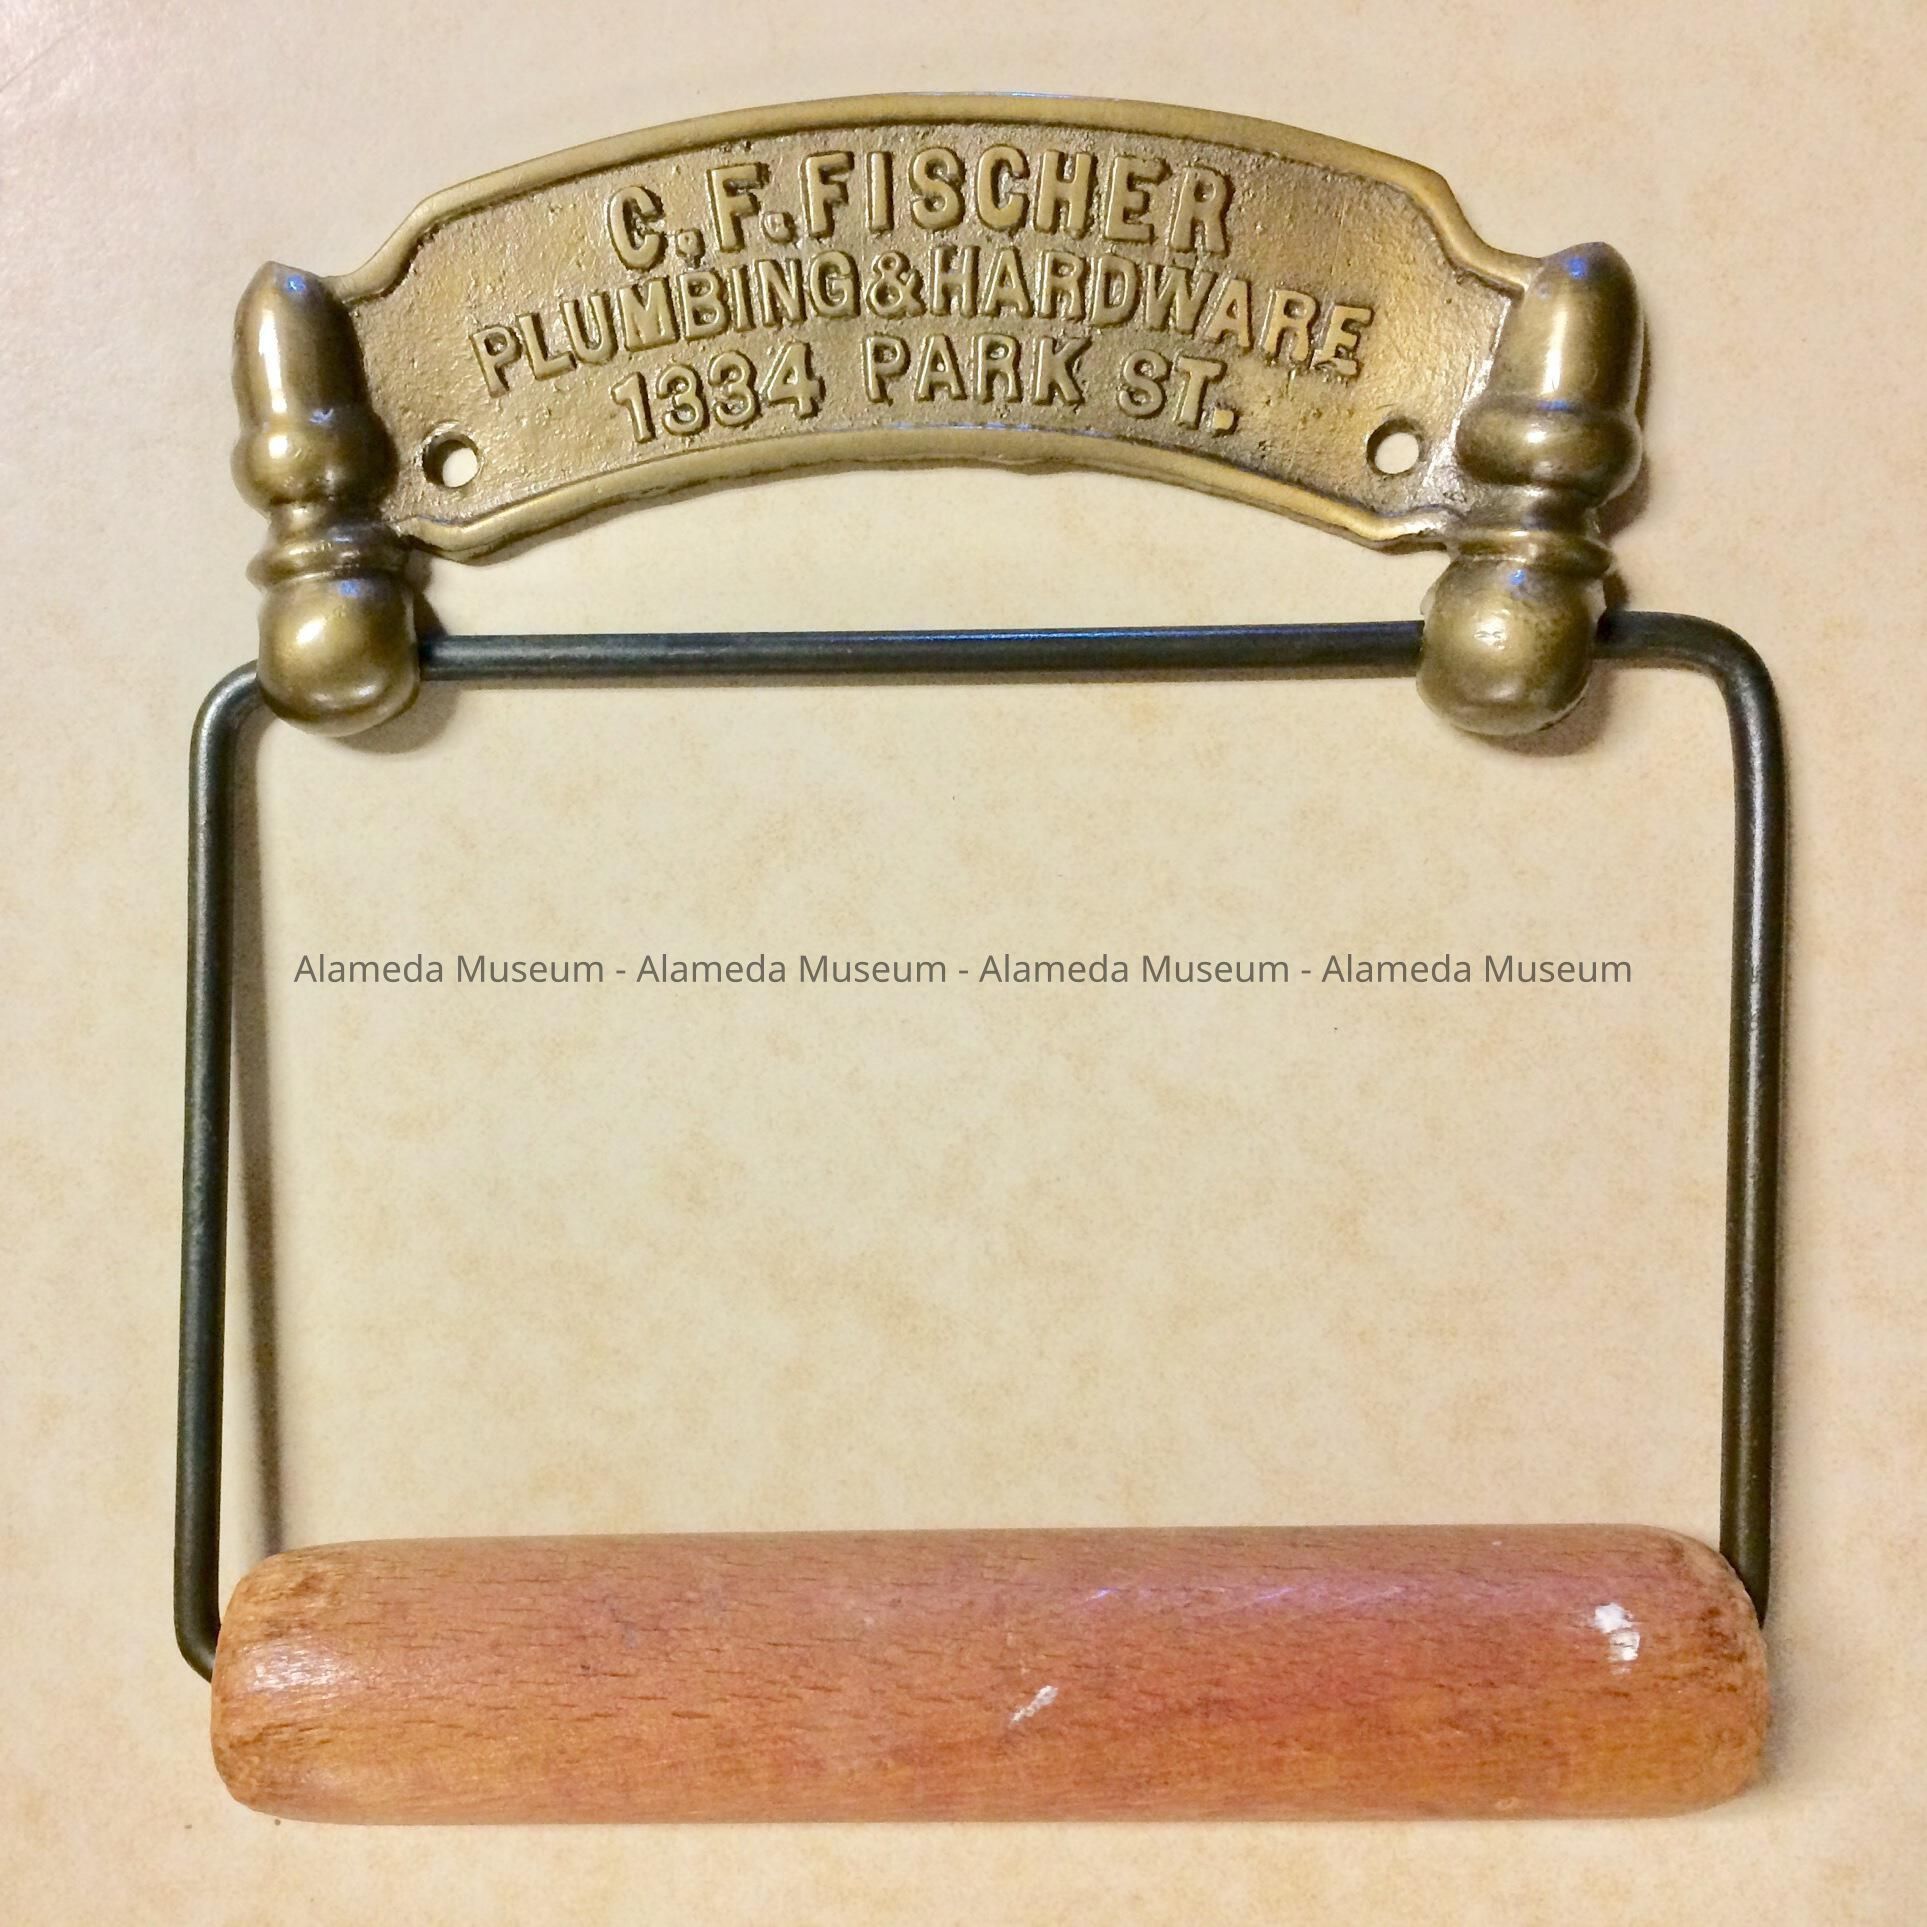 C.F.FISCHER
PLUMBING&HARDWARE
1334 PARK ST.
Alameda Museum - Alameda Museum - Alameda Museum - Alameda Museum